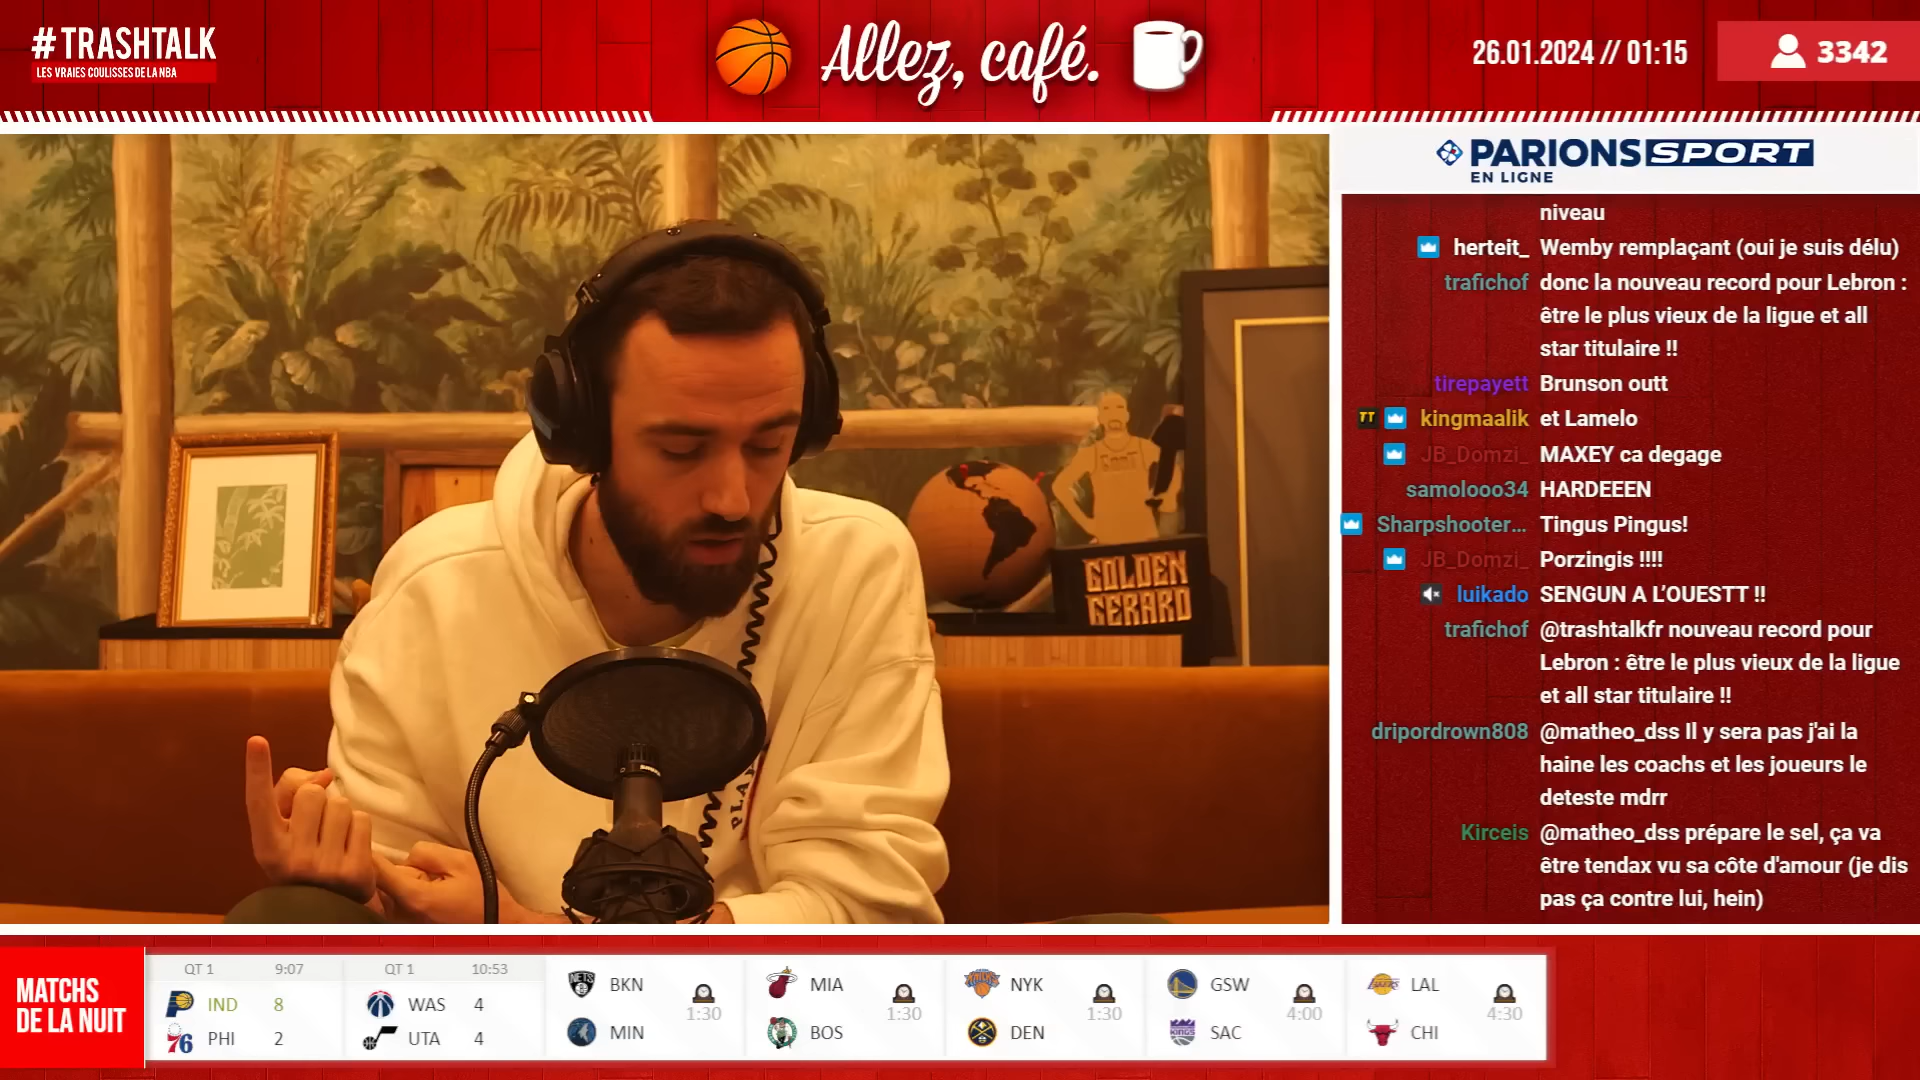 #TRASHTALK
LES VRAIES COULISSES DE LA NBA
Allez, café.
26.01.2024 // 01:15
3342
PARIONS SPORT
EN LIGNE
niveau
herteit_ Wemby remplaçant (oui je suis délu)
trafichof donc la nouveau record pour Lebron :
être le plus vieux de la ligue et all
star titulaire !!
tirepayett Brunson outt
TT kingmaalik et Lamelo
JB_Domzi_ MAXEY ca degage
samolooo34 HARDEEEN
Sharpshooter... Tingus Pingus!
JB_Domzi_ Porzingis !!!!
luikado SENGUN A L’OUESTT !!
trafichof @trashtalkfr nouveau record pour
Lebron : être le plus vieux de la ligue
et all star titulaire !!
dripordrown808 @matheo_dss Il y sera pas j'ai la
haine les coachs et les joueurs le
deteste mdrr
Kirceis @matheo_dss prépare le sel, ça va
être tendax vu sa côte d'amour (je dis
pas ça contre lui, hein)
GOLDEN
GERARD
PLA
MATCHS
DE LA NUIT
QT 1 9:07
IND 8
PHI 2
QT 1 10:53
WAS 4
UTA 4
BKN
MIN
1:30
MIA
BOS
1:30
NYK
DEN
1:30
GSW
SAC
4:00
LAL
CHI
4:30